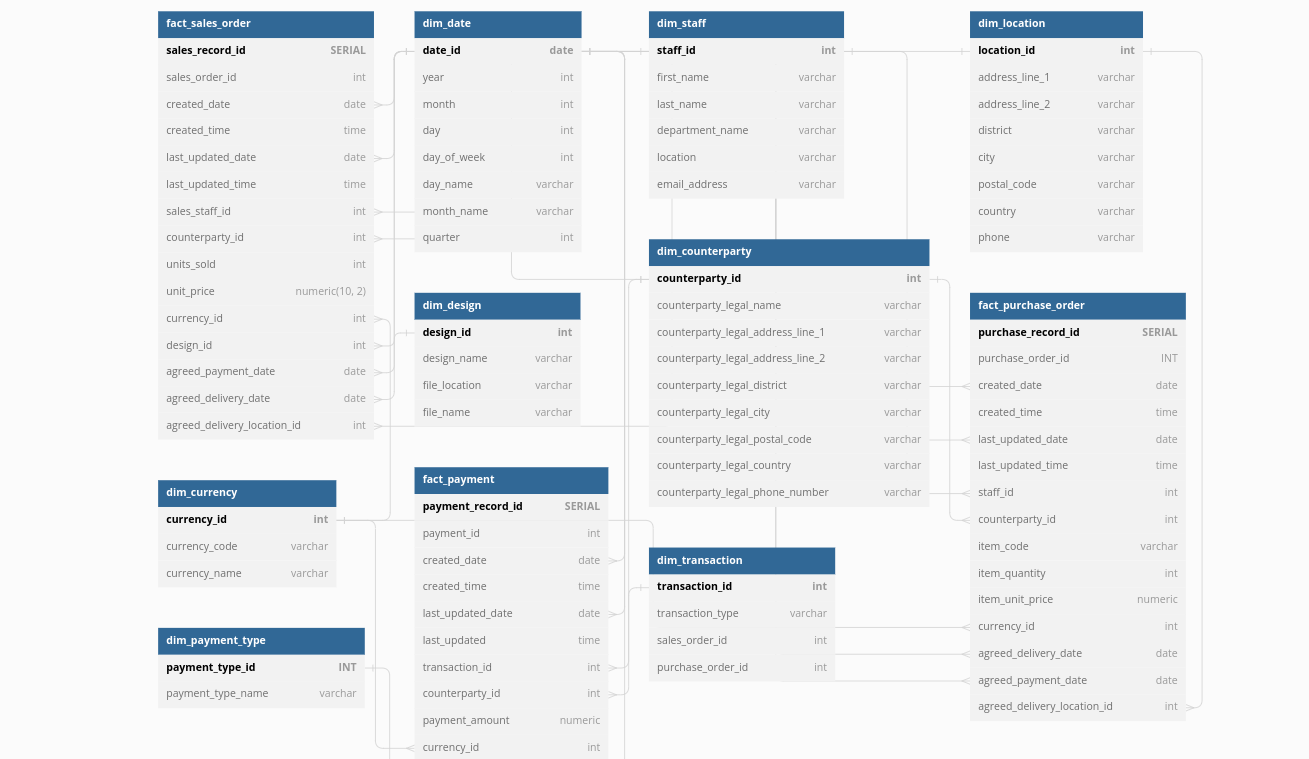 fact_sales_order
sales_record_id SERIAL
sales_order_id int
created_date date
created_time time
last_updated_date date
last_updated_time time
sales_staff_id int
counterparty_id int
units_sold int
unit_price numeric(10, 2)
currency_id int
design_id int
agreed_payment_date date
agreed_delivery_date date
agreed_delivery_location_id int
dim_date
date_id date
year int
month int
day int
day_of_week int
day_name varchar
month_name varchar
quarter int
dim_staff
staff_id int
first_name varchar
last_name varchar
department_name varchar
location varchar
email_address varchar
dim_location
location_id int
address_line_1 varchar
address_line_2 varchar
district varchar
city varchar
postal_code varchar
country varchar
phone varchar
dim_counterparty
counterparty_id int
counterparty_legal_name varchar
counterparty_legal_address_line_1 varchar
counterparty_legal_address_line_2 varchar
counterparty_legal_district varchar
counterparty_legal_city varchar
counterparty_legal_postal_code varchar
counterparty_legal_country varchar
counterparty_legal_phone_number varchar
dim_design
design_id int
design_name varchar
file_location varchar
file_name varchar
fact_purchase_order
purchase_record_id SERIAL
purchase_order_id INT
created_date date
created_time time
last_updated_date date
last_updated_time time
staff_id int
counterparty_id int
item_code varchar
item_quantity int
item_unit_price numeric
currency_id int
agreed_delivery_date date
agreed_payment_date date
agreed_delivery_location_id int
dim_currency
currency_id int
currency_code varchar
currency_name varchar
fact_payment
payment_record_id SERIAL
payment_id int
created_date date
created_time time
last_updated_date date
last_updated time
transaction_id int
counterparty_id int
payment_amount numeric
currency_id int
dim_transaction
transaction_id int
transaction_type varchar
sales_order_id int
purchase_order_id int
dim_payment_type
payment_type_id INT
payment_type_name varchar